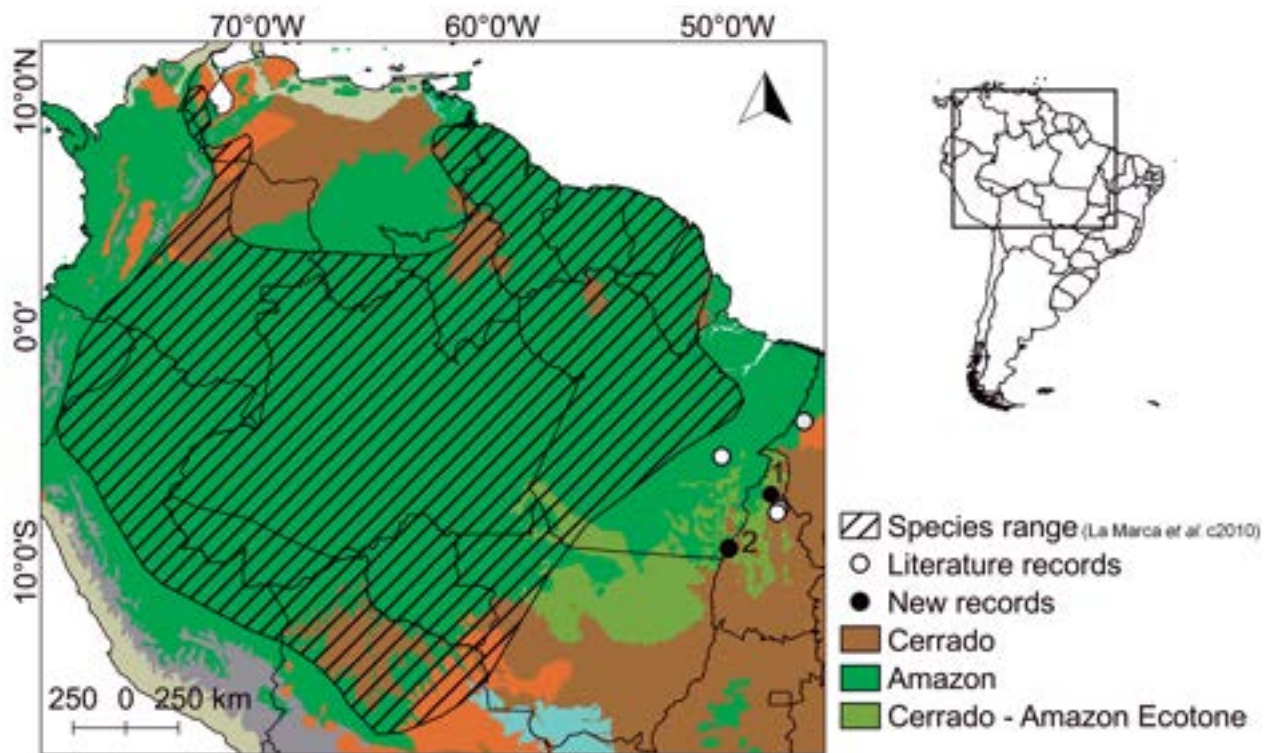 70°0'W 60°0'W 50°0'W
10°0'N
0°0'
10°0'S
1
2
250 0 250 km
Species range (La Marca et al. c2010)
Literature records
New records
Cerrado
Amazon
Cerrado - Amazon Ecotone